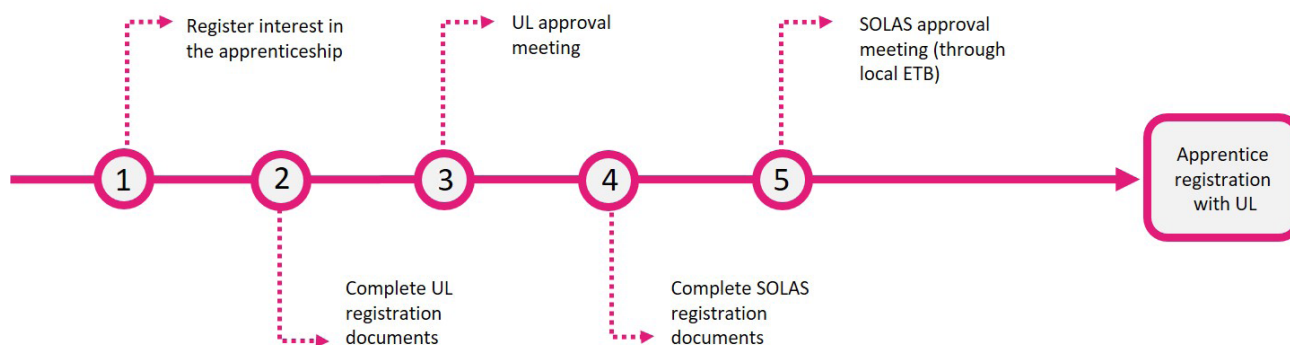 1
Register interest in
the apprenticeship
2
Complete UL
registration
documents
3
UL approval
meeting
4
Complete SOLAS
registration
documents
5
SOLAS approval
meeting (through
local ETB)
Apprentice
registration
with UL